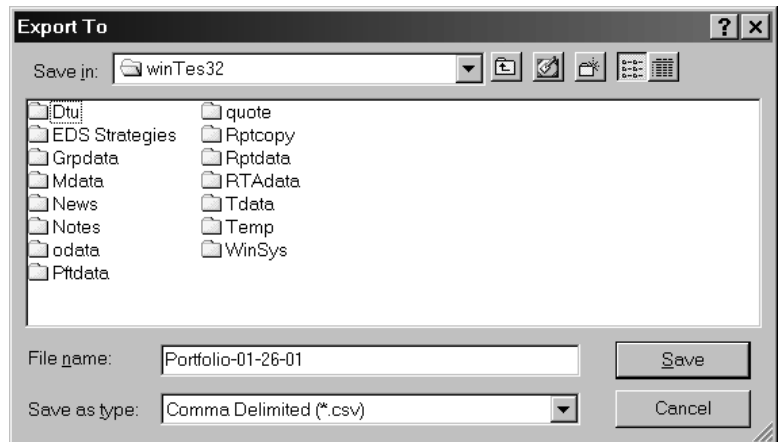 Export To
Save in: winTes32
Dtu
EDS Strategies
Grpdata
Mdata
News
Notes
odata
Pftdata
quote
Rptcopy
Rptdata
RTAdata
Tdata
Temp
WinSys
File name: Portfolio-01-26-01
Save
Save as type: Comma Delimited (*.csv)
Cancel